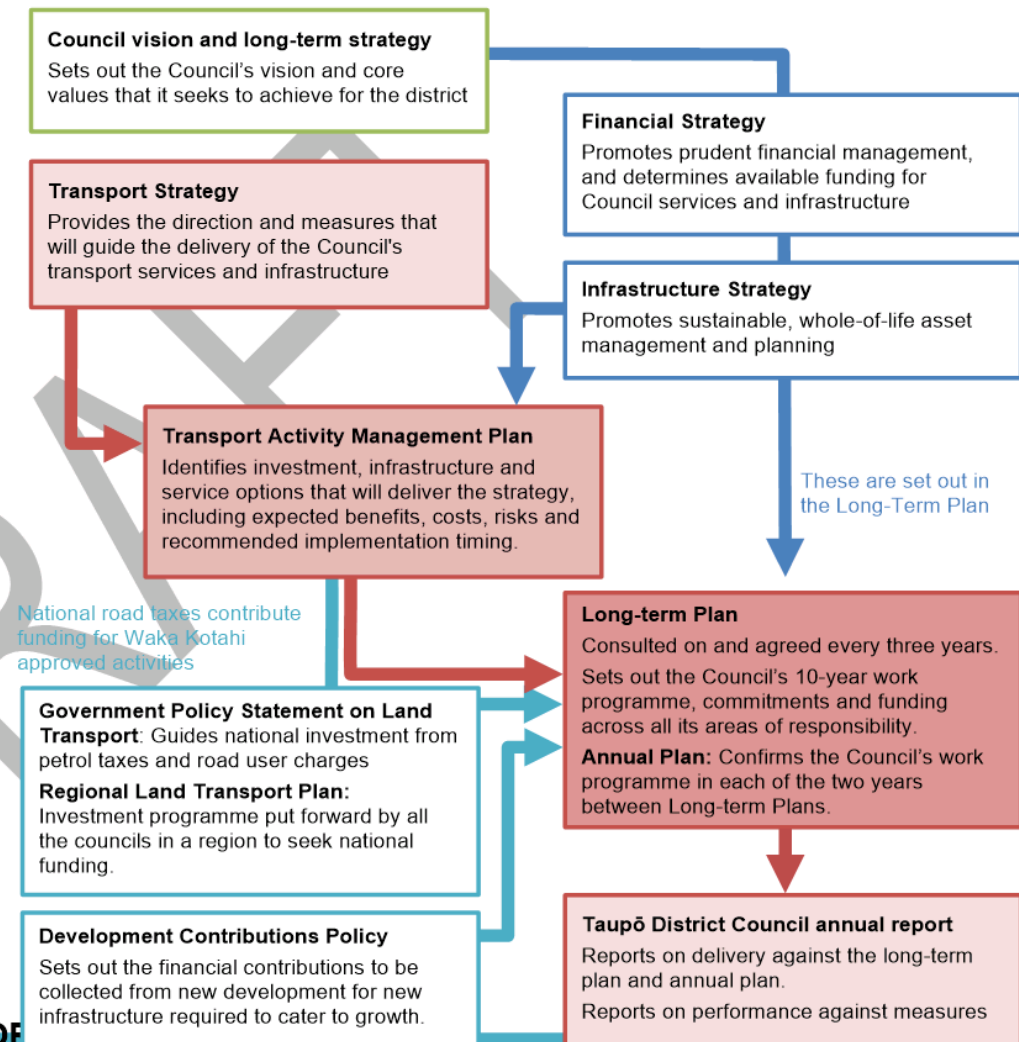 Council vision and long-term strategy
Sets out the Council's vision and core
values that it seeks to achieve for the district
Financial Strategy
Promotes prudent financial management,
and determines available funding for
Council services and infrastructure
Transport Strategy
Provides the direction and measures that
will guide the delivery of the Council's
transport services and infrastructure
Infrastructure Strategy
Promotes sustainable, whole-of-life asset
management and planning
Transport Activity Management Plan
Identifies investment, infrastructure and
service options that will deliver the strategy,
including expected benefits, costs, risks and
recommended implementation timing.
These are set out in
the Long-Term Plan
National road taxes contribute
funding for Waka Kotahi
approved activities
Long-term Plan
Consulted on and agreed every three years.
Sets out the Council's 10-year work
programme, commitments and funding
across all its areas of responsibility.
Annual Plan: Confirms the Council's work
programme in each of the two years
between Long-term Plans.
Government Policy Statement on Land
Transport: Guides national investment from
petrol taxes and road user charges
Regional Land Transport Plan:
Investment programme put forward by all
the councils in a region to seek national
funding.
Development Contributions Policy
Sets out the financial contributions to be
collected from new development for new
infrastructure required to cater to growth.
Taupō District Council annual report
Reports on delivery against the long-term
plan and annual plan.
Reports on performance against measures